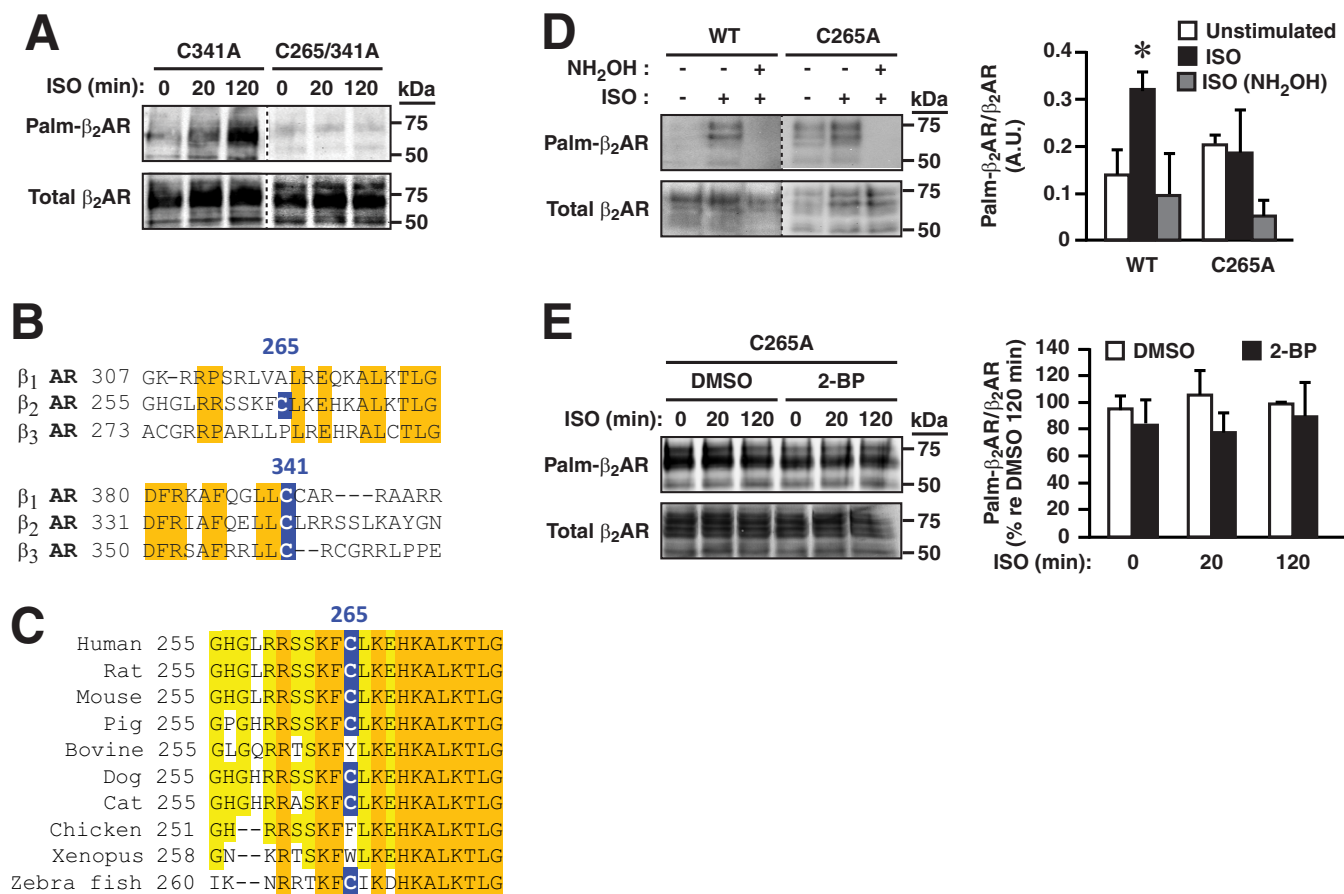 A
C341A C265/341A
ISO (min): 0 20 120 0 20 120 kDa
Palm-β2AR
75
50
Total β2AR
75
50
B
265
β1 AR 307 GK-RRPSRLVALREQKALKTLG
β2 AR 255 GHGLRRSSKFCLKEHKALKTLG
β3 AR 273 ACGRRPARLLPLREHRALCTLG
341
β1 AR 380 DFRKAFQGLLCCAR---RAARR
β2 AR 331 DFRIAFQELLCLRRSSLKAYGN
β3 AR 350 DFRSAFRRLLC--RCGRRLPPE
C
265
Human 255 GHGLRRSSKFCLKEHKALKTLG
Rat 255 GHGLRRSSKFCLKEHKALKTLG
Mouse 255 GHGLRRSSKFCLKEHKALKTLG
Pig 255 GPGHRRSSKFCLKEHKALKTLG
Bovine 255 GLGQRRTSKFYLKEHKALKTLG
Dog 255 GHGHRRSSKFCLKEHKALKTLG
Cat 255 GHGHRRASKFCLKEHKALKTLG
Chicken 251 GH--RRSSKFFLKEHKALKTLG
Xenopus 258 GN--KRTSKFWLKEHKALKTLG
Zebra fish 260 IK--NRRTKFCIKDHKALKTLG
D
WT C265A
NH2OH : - - + - - +
ISO : - + + - + + kDa
Palm-β2AR
75
50
Total β2AR
75
50
Palm-β2AR/β2AR
(A.U.)
0.4
0.3
0.2
0.1
0
*
Unstimulated
ISO
ISO (NH2OH)
WT C265A
E
C265A
DMSO 2-BP
ISO (min): 0 20 120 0 20 120 kDa
Palm-β2AR
75
50
Total β2AR
75
50
Palm-β2AR/β2AR
(% re DMSO 120 min)
140
120
100
80
60
40
20
0
DMSO 2-BP
ISO (min): 0 20 120